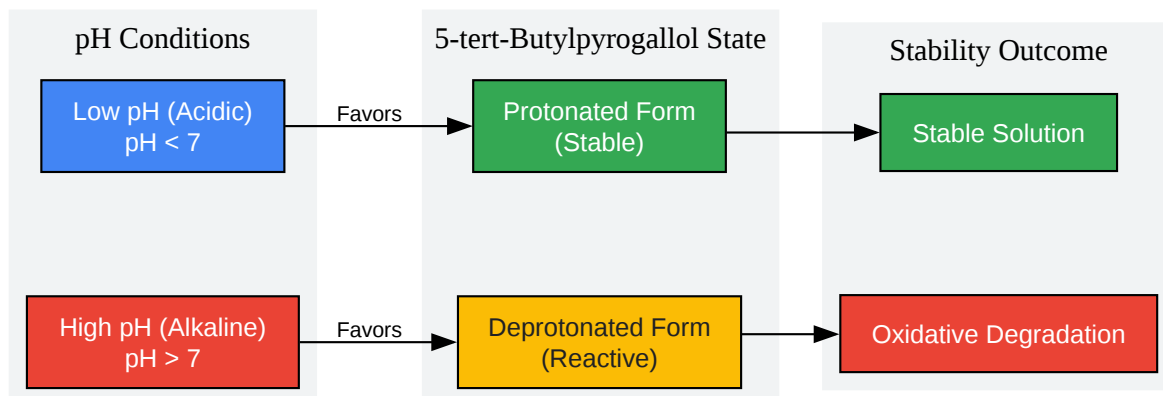 pH Conditions
5-tert-Butylpyrogallol State
Stability Outcome
Low pH (Acidic)
pH < 7
Favors
Protonated Form
(Stable)
Stable Solution
High pH (Alkaline)
pH > 7
Favors
Deprotonated Form
(Reactive)
Oxidative Degradation